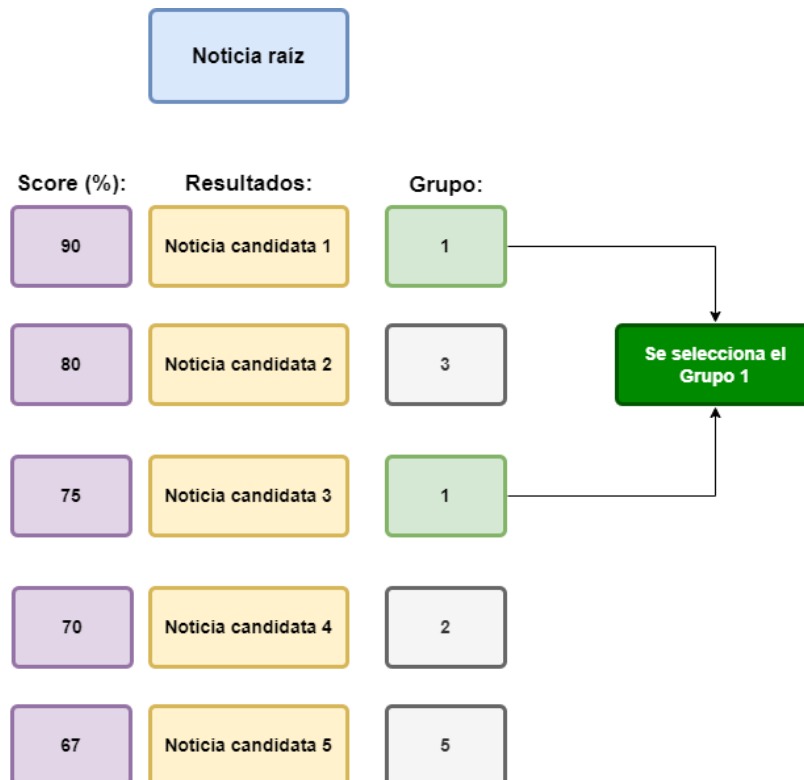 Noticia raíz
Score (%): Resultados: Grupo:
90 Noticia candidata 1 1
80 Noticia candidata 2 3
Se selecciona el
Grupo 1
75 Noticia candidata 3 1
70 Noticia candidata 4 2
67 Noticia candidata 5 5